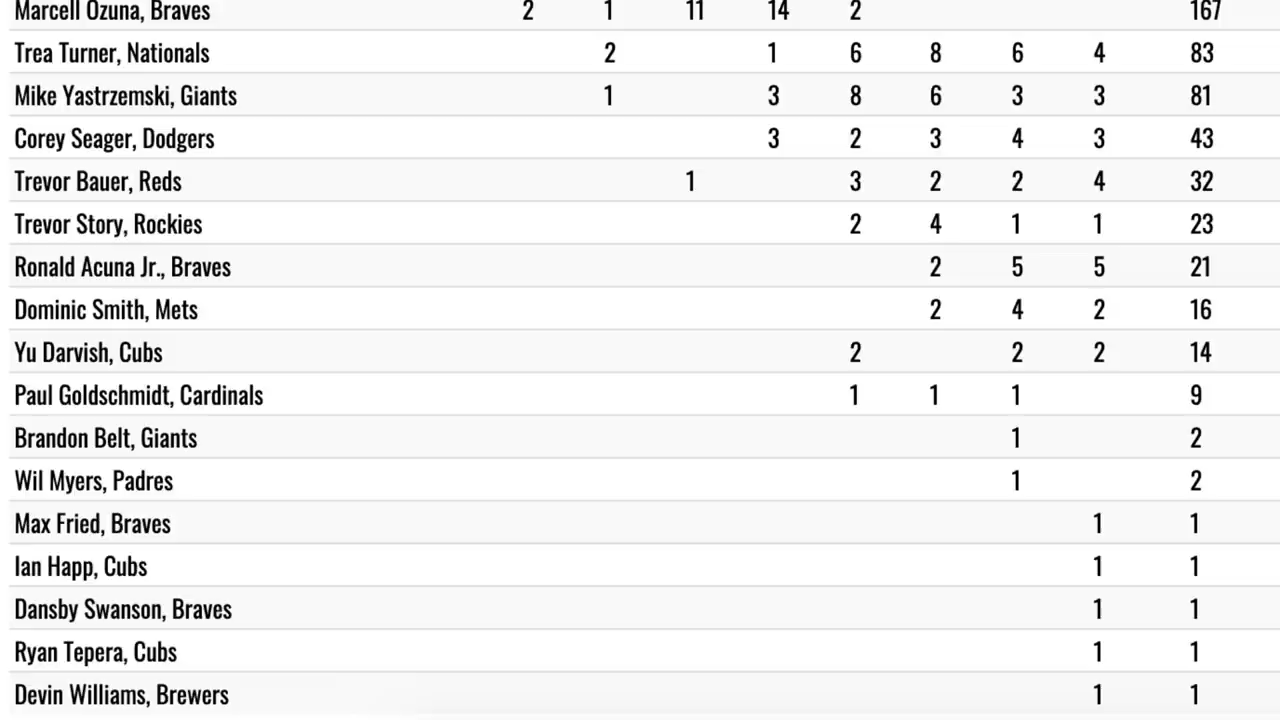 Marcell Ozuna, Braves 2 1 11 14 2 167
Trea Turner, Nationals 2 1 6 8 6 4 83
Mike Yastrzemski, Giants 1 3 8 6 3 3 81
Corey Seager, Dodgers 3 2 3 4 3 43
Trevor Bauer, Reds 1 3 2 2 4 32
Trevor Story, Rockies 2 4 1 1 23
Ronald Acuna Jr., Braves 2 5 5 21
Dominic Smith, Mets 2 4 2 16
Yu Darvish, Cubs 2 2 2 14
Paul Goldschmidt, Cardinals 1 1 1 9
Brandon Belt, Giants 1 2
Wil Myers, Padres 1 2
Max Fried, Braves 1 1
Ian Happ, Cubs 1 1
Dansby Swanson, Braves 1 1
Ryan Tepera, Cubs 1 1
Devin Williams, Brewers 1 1